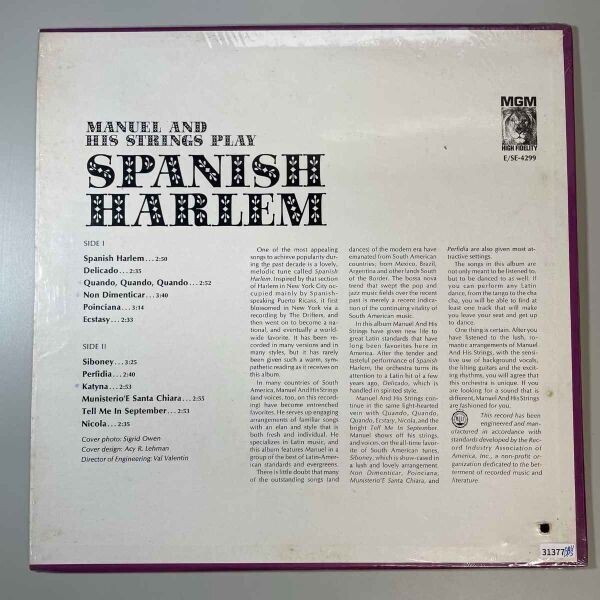 MANUEL AND
HIS STRINGS PLAY
SPANISH
HARLEM
MGM
HIGH FIDELITY
E/SE-4299
SIDE I
Spanish Harlem...2:50
Delicado...2:35
Quando, Quando, Quando...2:52
Non Dimenticar...3:40
Poinciana...3:14
Ecstasy...2:33
SIDE II
Siboney...3:25
Perfidia...2:40
Katyna...2:53
Munisterio'E Santa Chiara...2:55
Tell Me In September...2:53
Nicola...2:35
Cover photo: Sigrid Owen
Cover design: Acy R. Lehman
Director of Engineering: Val Valentin
One of the most appealing
songs to achieve popularity dur-
ing the past decade is a lovely,
melodic tune called Spanish
Harlem. Inspired by that section
of Harlem in New York City oc-
cupied mainly by Spanish-
speaking Puerto Ricans, it first
blossomed in New York via a
recording by The Drifters, and
then went on to become a na-
tional, and eventually a world-
wide favorite. It has been re-
corded in many versions and in
many styles, but it has rarely
been given such a warm, sym-
pathetic reading as it receives on
this album.
In many countries of South
America, Manuel And His Strings
(and voices, too, on this record-
ing) have become entrenched
favorites. He serves up engaging
arrangements of familiar songs
with an elan and style that is
both fresh and individual. He
specializes in Latin music, and
this album features Manuel in a
group of the best of Latin-Amer-
ican standards and evergreens.
There is little doubt that many
of the outstanding songs (and
dances) of the modern era have
emanated from South American
countries; from Mexico, Brazil,
Argentina and other lands South
of the Border. The bossa nova
trend that swept the pop and
jazz music fields over the recent
past is merely a recent indica-
tion of the continuing vitality of
South American music.
In this album Manuel And His
Strings have given new life to
great Latin standards that have
long been favorites here in
America. After the tender and
tasteful performance of Spanish
Harlem, the orchestra turns its
attention to a Latin hit of a few
years ago, Delicado, which is
handled in spirited style.
Manuel And His Strings con-
tinue in the same light-hearted
vein with Quando, Quando,
Quando, Ecstasy, Nicola, and the
bright Tell Me In September.
Manuel shows off his strings
and voices, on the all-time favor-
ite of South American tunes,
Siboney, which is show-cased in
a lush and lovely arrangement.
Non Dimenticar, Poinciana,
Munisterio'E Santa Chiara, and
Perfidia are also given most at-
tractive settings.
The songs in this album are
not only meant to be listened to,
but to be danced to as well. If
you can perform any Latin
dance, from the tango to the cha
cha, you will be able to find at
least one track that will make
you leave your seat and get up
to dance.
One thing is certain. After you
have listened to the lush, ro-
mantic arrangements of Manuel
And His Strings, with the sensi-
tive use of background vocals,
the lilting guitars and the excit-
ing rhythms, you will agree that
this orchestra is unique. If you
are looking for a sound that is
different, Manuel And His Strings
are fashioned for you.
This record has been
engineered and man-
ufactured in accordance with
standards developed by the Rec-
ord Industry Association of
America, Inc., a non-profit or-
ganization dedicated to the bet-
terment of recorded music and
literature.
31377